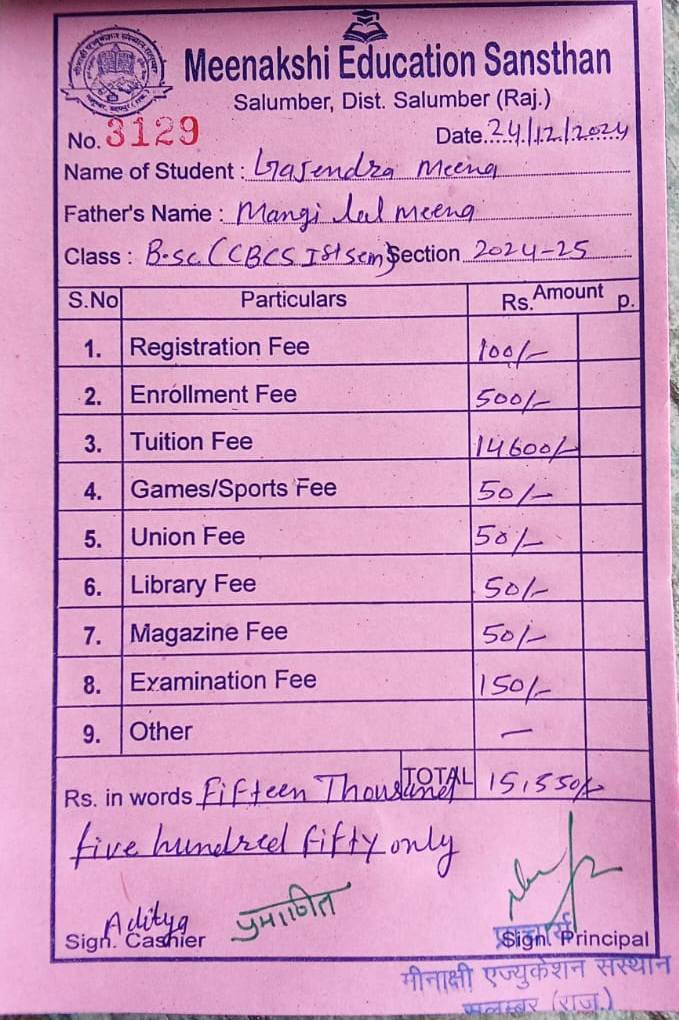 Meenakshi Education Sansthan
Salumber, Dist. Salumber (Raj.)
No. 3129 Date 24/12/2024
Name of Student : Gajendra Meena
Father's Name : Mangi lal meena
Class : B.sc (CBCS Ist sem) Section 2024-25
S.No Particulars Rs. Amount p.
1. Registration Fee 100/-
2. Enrollment Fee 500/-
3. Tuition Fee 14600/-
4. Games/Sports Fee 50/-
5. Union Fee 50/-
6. Library Fee 50/-
7. Magazine Fee 50/-
8. Examination Fee 150/-
9. Other —
TOTAL 15,550/-
Rs. in words Fifteen Thousand
five hundred fifty only
Aditya प्रमाणित
प्राचार्य
Sign. Cashier Sign. Principal
मीनाक्षी एज्युकेशन संस्थान
सलुम्बर (राज.)